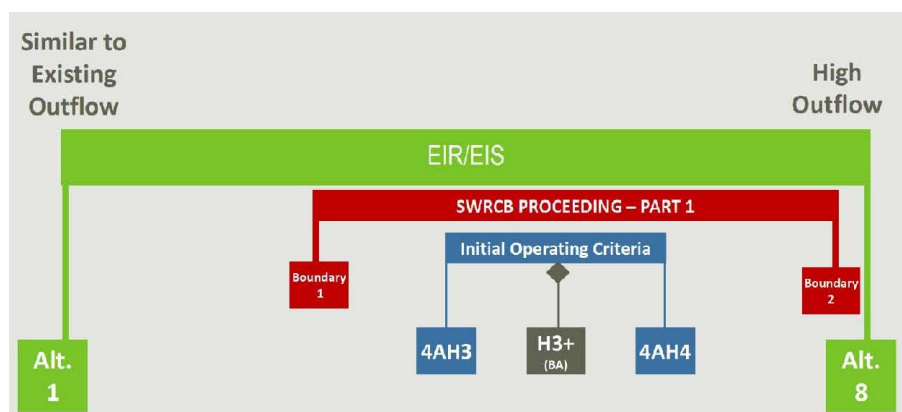 Similar to
Existing
Outflow
High
Outflow
EIR/EIS
SWRCB PROCEEDING – PART 1
Initial Operating Criteria
Boundary
1
Boundary
2
4AH3
H3+
(BA)
4AH4
Alt.
1
Alt.
8